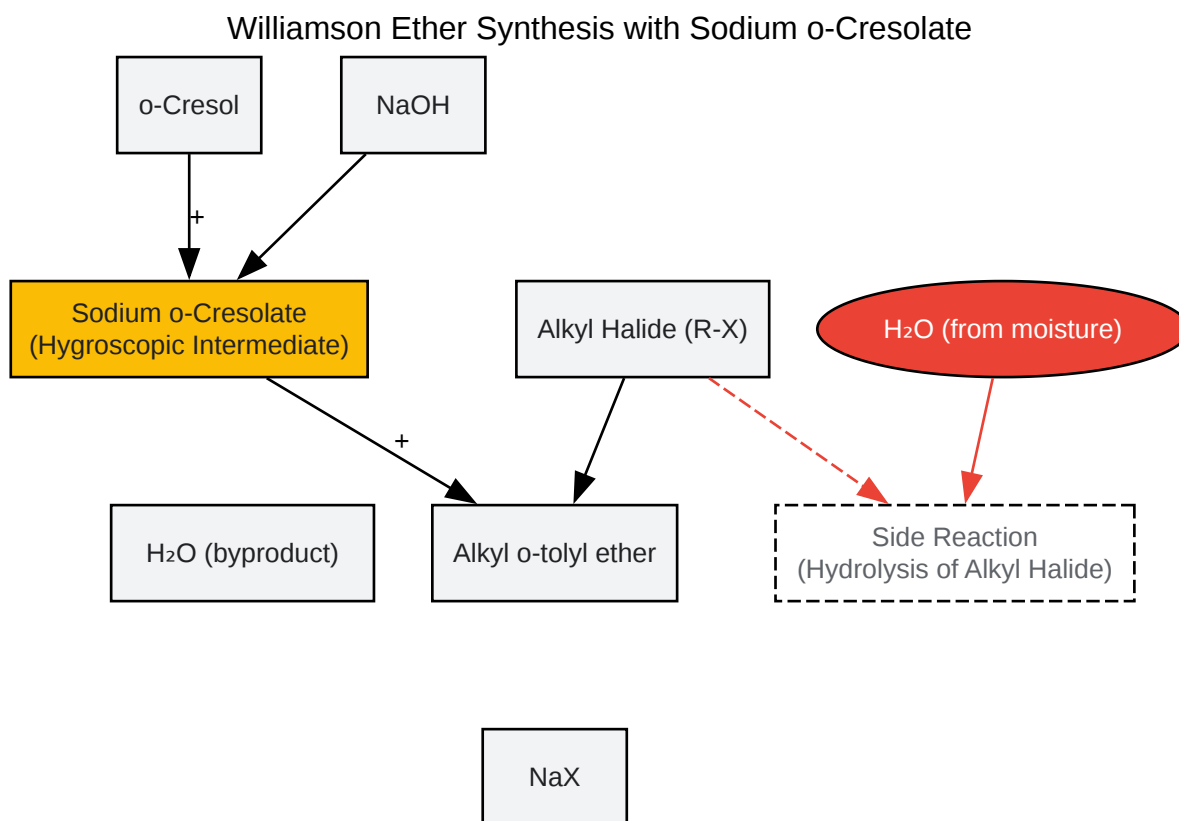 Williamson Ether Synthesis with Sodium o-Cresolate
o-Cresol
NaOH
+
Sodium o-Cresolate
(Hygroscopic Intermediate)
Alkyl Halide (R-X)
H₂O (from moisture)
+
H₂O (byproduct)
Alkyl o-tolyl ether
Side Reaction
(Hydrolysis of Alkyl Halide)
NaX